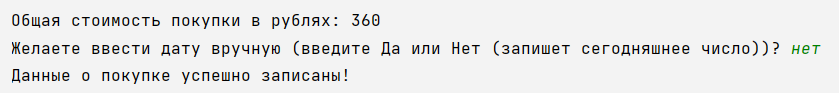 Общая стоимость покупки в рублях: 360
Желаете ввести дату вручную (введите Да или Нет (запишет сегодняшнее число))? нет
Данные о покупке успешно записаны!